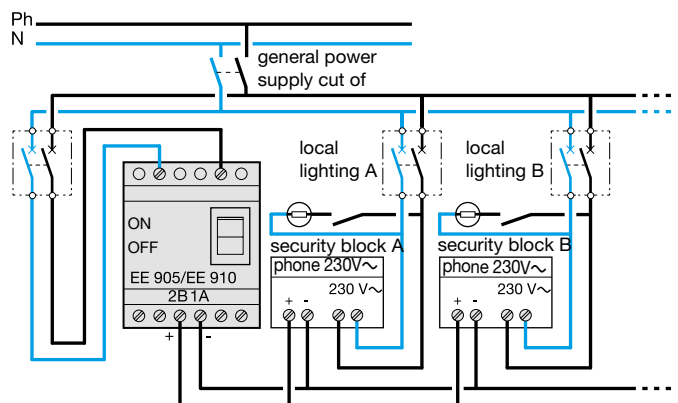 Ph
N
general power
supply cut of
local
lighting A
local
lighting B
ON
OFF
security block A
security block B
EE 905/EE 910
phone 230V~
phone 230V~
2B1A
230 V~
230 V~
+ -
+ -
+ -